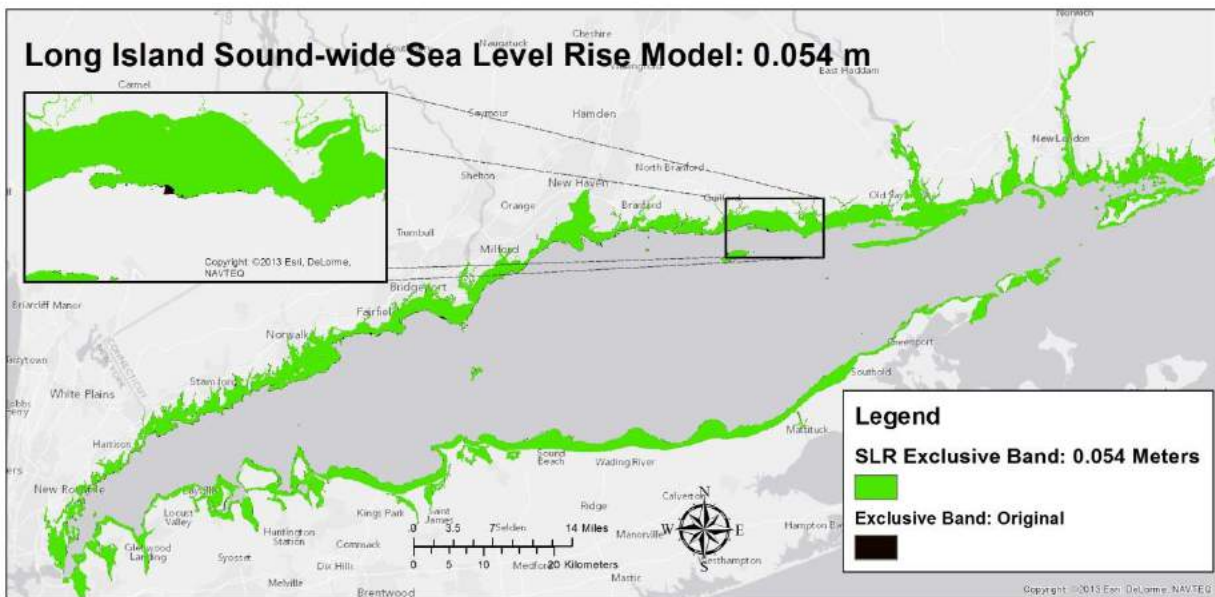 Long Island Sound-wide Sea Level Rise Model: 0.054 m
Norwich
Cheshire
Naugatuck
East Haddam
Carmel
Seymour
Hamden
New London
North Branford
Shelton
New Haven
Guilford
Orange
Branford
Trumbull
Milford
Copyright: ©2013 Esri, DeLorme,
NAVTEQ
Bridgeport
Briarcliff Manor
Fairfield
Norwalk
CONNECTICUT
Greenport
Stamford
Southold
White Plains
Harrison
Mattituck
Sound
Beach
Wading River
New Rochelle
Locust
Valley
Kings Park
Saint
James
Ridge
Calverton
N
W
E
S
Glenwood
Landing
Huntington
Station
0 3.5 7 14 Miles
Selden
Manorville
Hampton
Syosset
Commack
Dix Hills
0 5 10 20 Kilometers
Medford
Westhampton
Melville
Mastic
Brentwood
Legend
SLR Exclusive Band: 0.054 Meters
Exclusive Band: Original
Copyright: ©2013 Esri, DeLorme, NAVTEQ